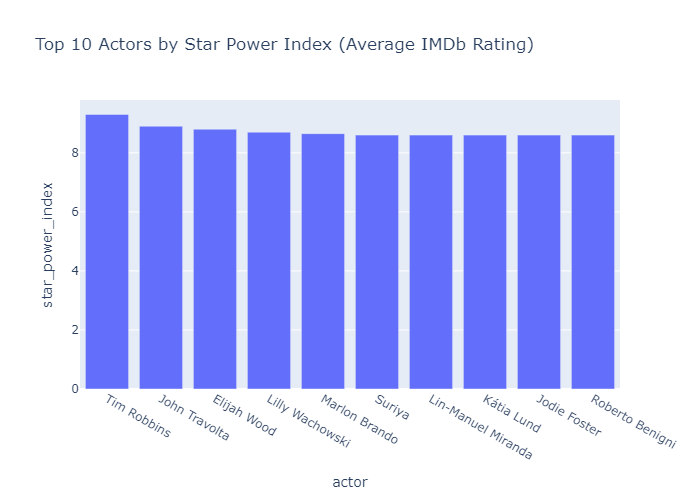 Top 10 Actors by Star Power Index (Average IMDb Rating)
star_power_index
8
6
4
2
0
Tim Robbins
John Travolta
Elijah Wood
Lilly Wachowski
Marlon Brando
Suriya
Lin-Manuel Miranda
Kátia Lund
Jodie Foster
Roberto Benigni
actor